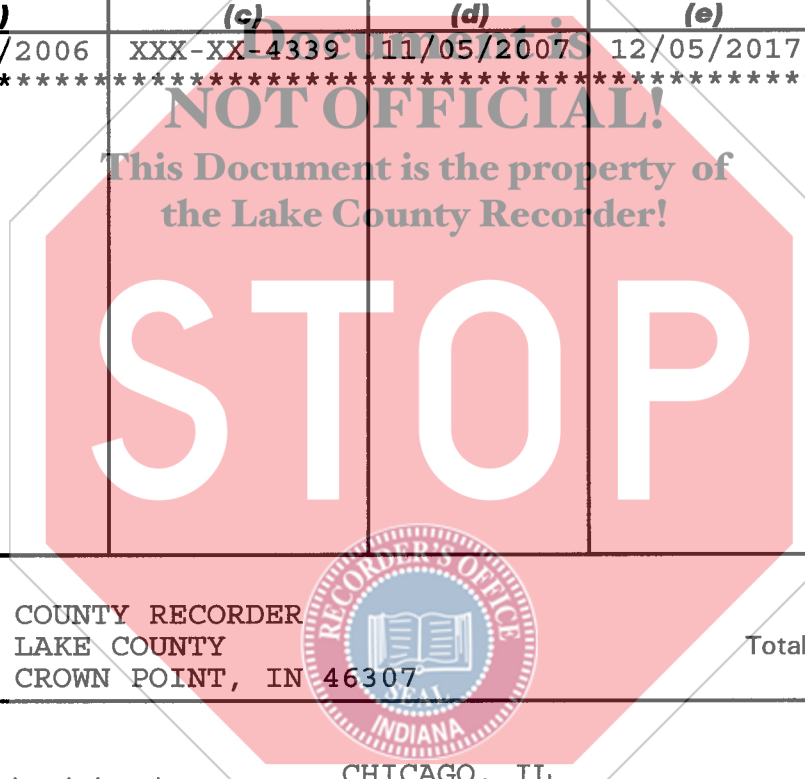 (c) (d) (e)
/2006 XXX-XX-4339 11/05/2007 12/05/2017
****************************************************
Document is
NOT OFFICIAL!
This Document is the property of
the Lake County Recorder!
STOP
COUNTY RECORDER
LAKE COUNTY
CROWN POINT, IN 46307
Total
RECORDER'S OFFICE
SEAL
INDIANA
CHICAGO, IL